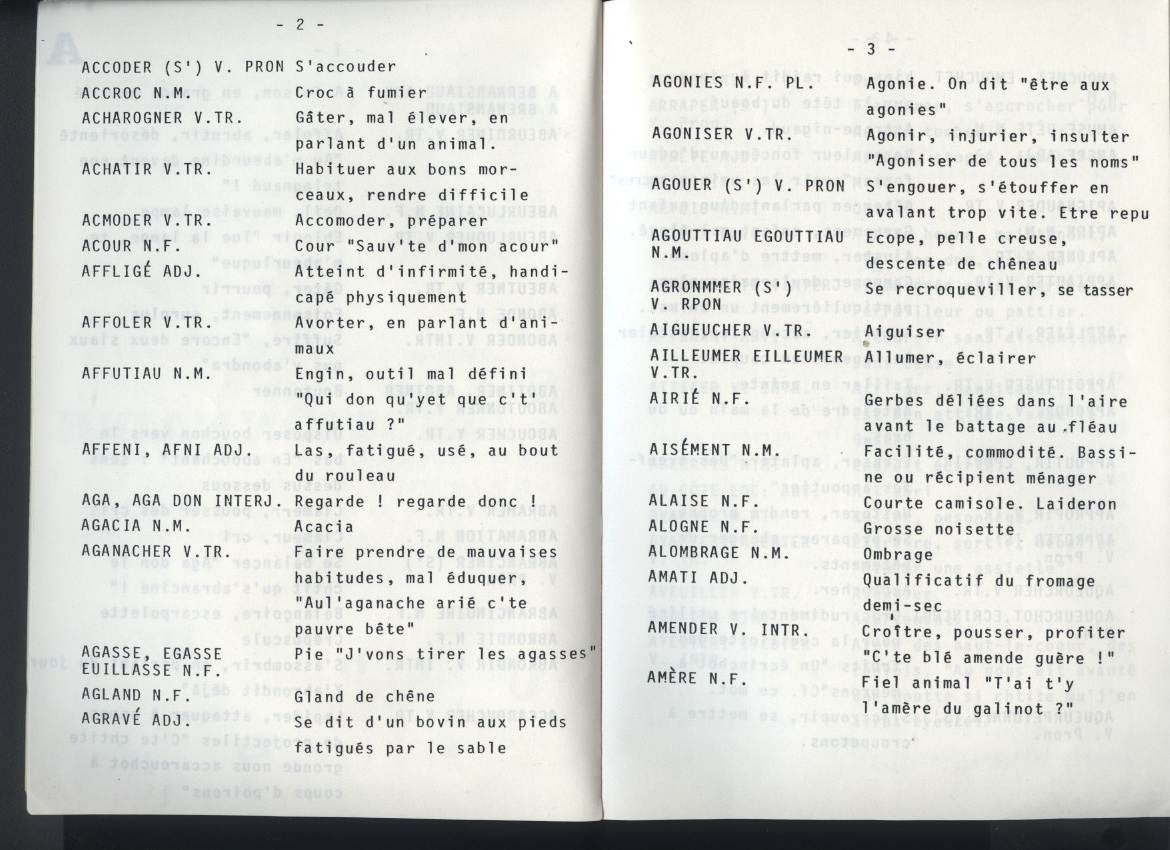 - 2 -
ACCODER (S') V. PRON S'accouder
ACCROC N.M. Croc à fumier
ACHAROGNER V.TR. Gâter, mal élever, en
parlant d'un animal.
ACHATIR V.TR. Habituer aux bons mor-
ceaux, rendre difficile
ACMODER V.TR. Accomoder, préparer
ACOUR N.F. Cour "Sauv'te d'mon acour"
AFFLIGÉ ADJ. Atteint d'infirmité, handi-
capé physiquement
AFFOLER V.TR. Avorter, en parlant d'ani-
maux
AFFUTIAU N.M. Engin, outil mal défini
"Qui don qu'yet que c't'
affutiau ?"
AFFENI, AFNI ADJ. Las, fatigué, usé, au bout
du rouleau
AGA, AGA DON INTERJ. Regarde ! regarde donc !
AGACIA N.M. Acacia
AGANACHER V.TR. Faire prendre de mauvaises
habitudes, mal éduquer,
"Aul'aganache arié c'te
pauvre bête"
AGASSE, EGASSE Pie "J'vons tirer les agasses"
EUILLASSE N.F.
AGLAND N.F. Gland de chêne
AGRAVÉ ADJ. Se dit d'un bovin aux pieds
fatigués par le sable
- 3 -
AGONIES N.F. PL. Agonie. On dit "être aux
agonies"
AGONISER V.TR. Agonir, injurier, insulter
"Agoniser de tous les noms"
AGOUER (S') V. PRON S'engouer, s'étouffer en
avalant trop vite. Etre repu
AGOUTTIAU EGOUTTIAU Ecope, pelle creuse,
N.M. descente de chêneau
AGRONMMER (S') Se recroqueviller, se tasser
V. RPON
AIGUEUCHER V.TR. Aiguiser
AILLEUMER EILLEUMER Allumer, éclairer
V.TR.
AIRIÉ N.F. Gerbes déliées dans l'aire
avant le battage au fléau
AISÉMENT N.M. Facilité, commodité. Bassi-
ne ou récipient ménager
ALAISE N.F. Courte camisole. Laideron
ALOGNE N.F. Grosse noisette
ALOMBRAGE N.M. Ombrage
AMATI ADJ. Qualificatif du fromage
demi-sec
AMENDER V. INTR. Croître, pousser, profiter
"C'te blé amende guère !"
AMÈRE N.F. Fiel animal "T'ai t'y
l'amère du galinot ?"